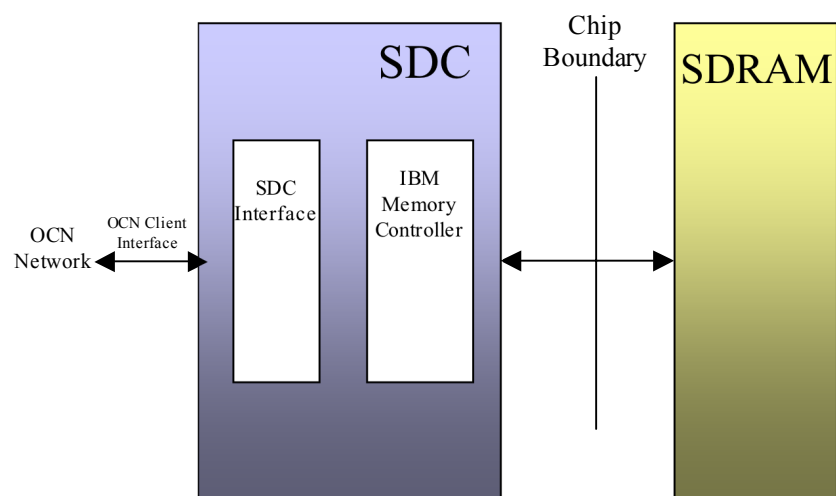 SDC
Chip
Boundary
SDRAM
SDC
Interface
IBM
Memory
Controller
OCN Client
Interface
OCN
Network